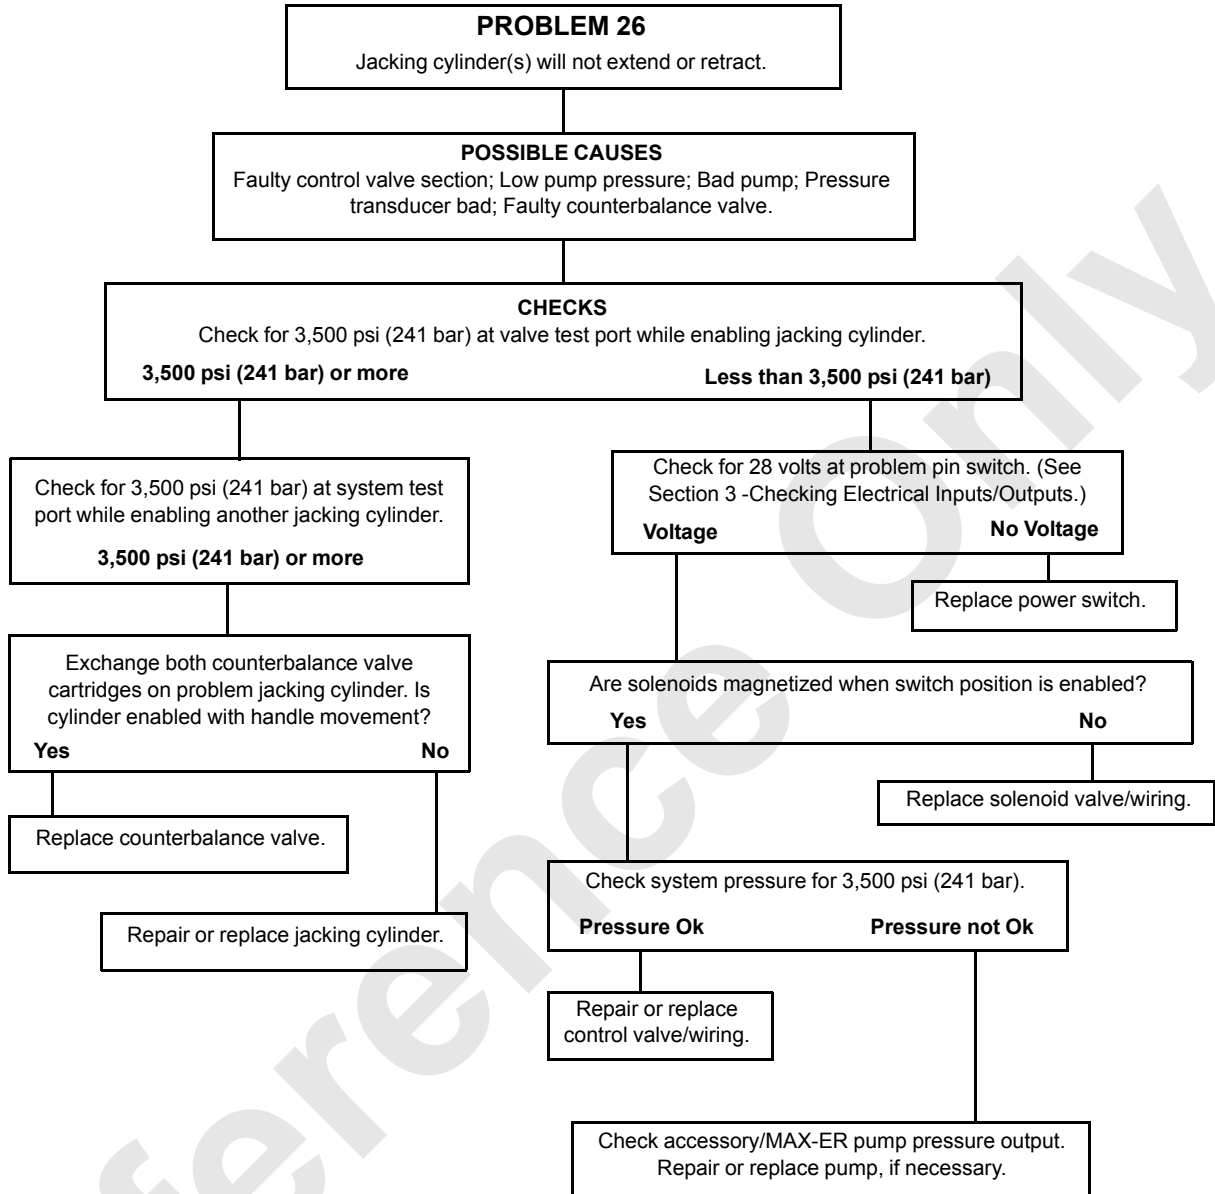 PROBLEM 26
Jacking cylinder(s) will not extend or retract.
POSSIBLE CAUSES
Faulty control valve section; Low pump pressure; Bad pump; Pressure
transducer bad; Faulty counterbalance valve.
CHECKS
Check for 3,500 psi (241 bar) at valve test port while enabling jacking cylinder.
3,500 psi (241 bar) or more
Less than 3,500 psi (241 bar)
Check for 3,500 psi (241 bar) at system test
port while enabling another jacking cylinder.
3,500 psi (241 bar) or more
Exchange both counterbalance valve
cartridges on problem jacking cylinder. Is
cylinder enabled with handle movement?
Yes
No
Replace counterbalance valve.
Repair or replace jacking cylinder.
Check for 28 volts at problem pin switch. (See
Section 3 -Checking Electrical Inputs/Outputs.)
Voltage
No Voltage
Replace power switch.
Are solenoids magnetized when switch position is enabled?
Yes
No
Replace solenoid valve/wiring.
Check system pressure for 3,500 psi (241 bar).
Pressure Ok
Pressure not Ok
Repair or replace
control valve/wiring.
Check accessory/MAX-ER pump pressure output.
Repair or replace pump, if necessary.
ference Only